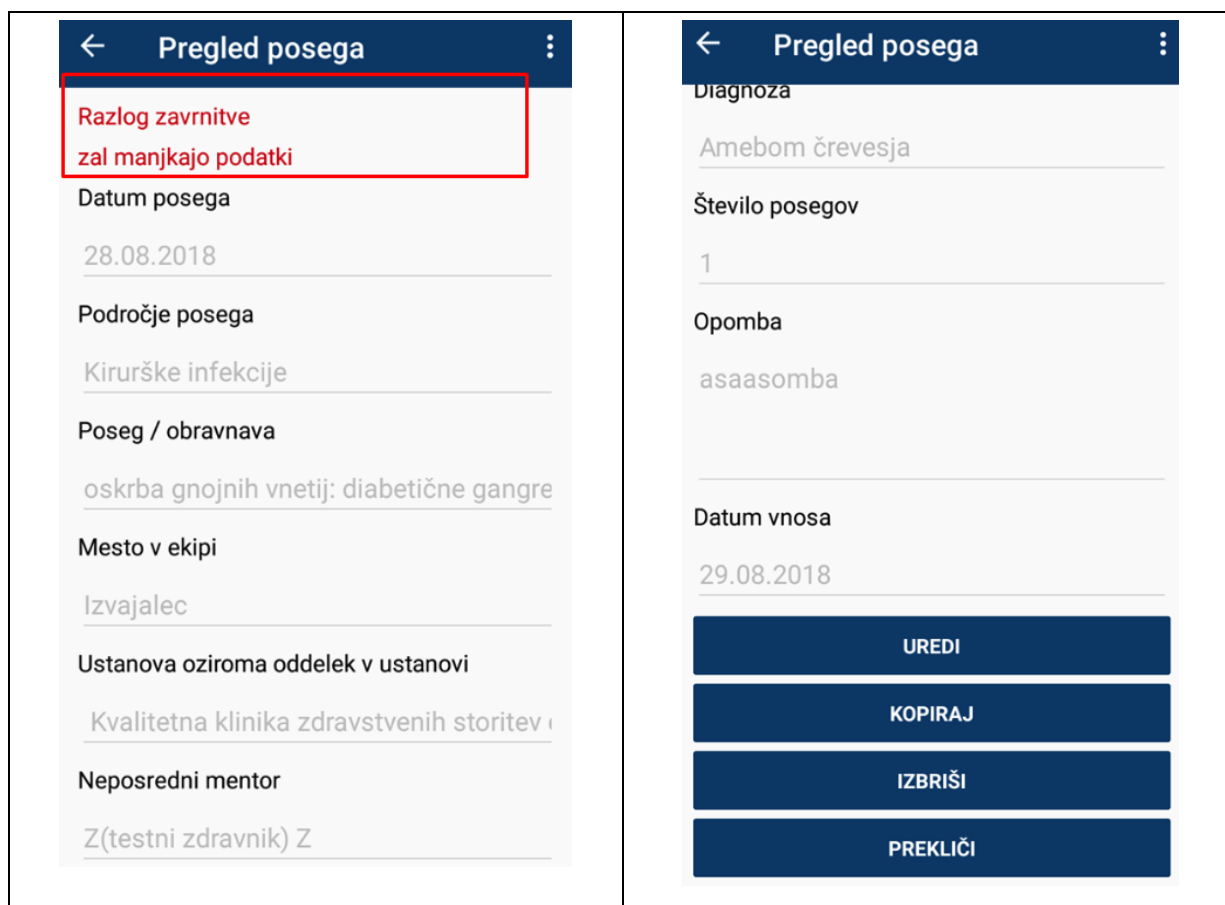 Pregled posega
Razlog zavrnitve
zal manjkajo podatki
Datum posega
28.08.2018
Področje posega
Kirurške infekcije
Poseg / obravnava
oskrba gnojnih vnetij: diabetične gangre
Mesto v ekipi
Izvajalec
Ustanova oziroma oddelek v ustanovi
Kvalitetna klinika zdravstvenih storitev
Neposredni mentor
Z(testni zdravnik) Z
Pregled posega
Diagnoza
Amebom črevesja
Število posegov
1
Opomba
asaasomba
Datum vnosa
29.08.2018
UREDI
KOPIRAJ
IZBRIŠI
PREKLIČI